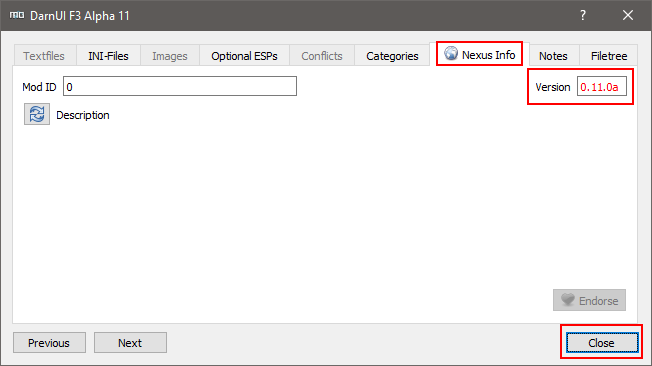 DarnUI F3 Alpha 11
Textfiles INI-Files Images Optional ESPs Conflicts Categories Nexus Info Notes Filetree
Mod ID 0 Version 0.11.0a
Description
Endorse
Previous Next Close